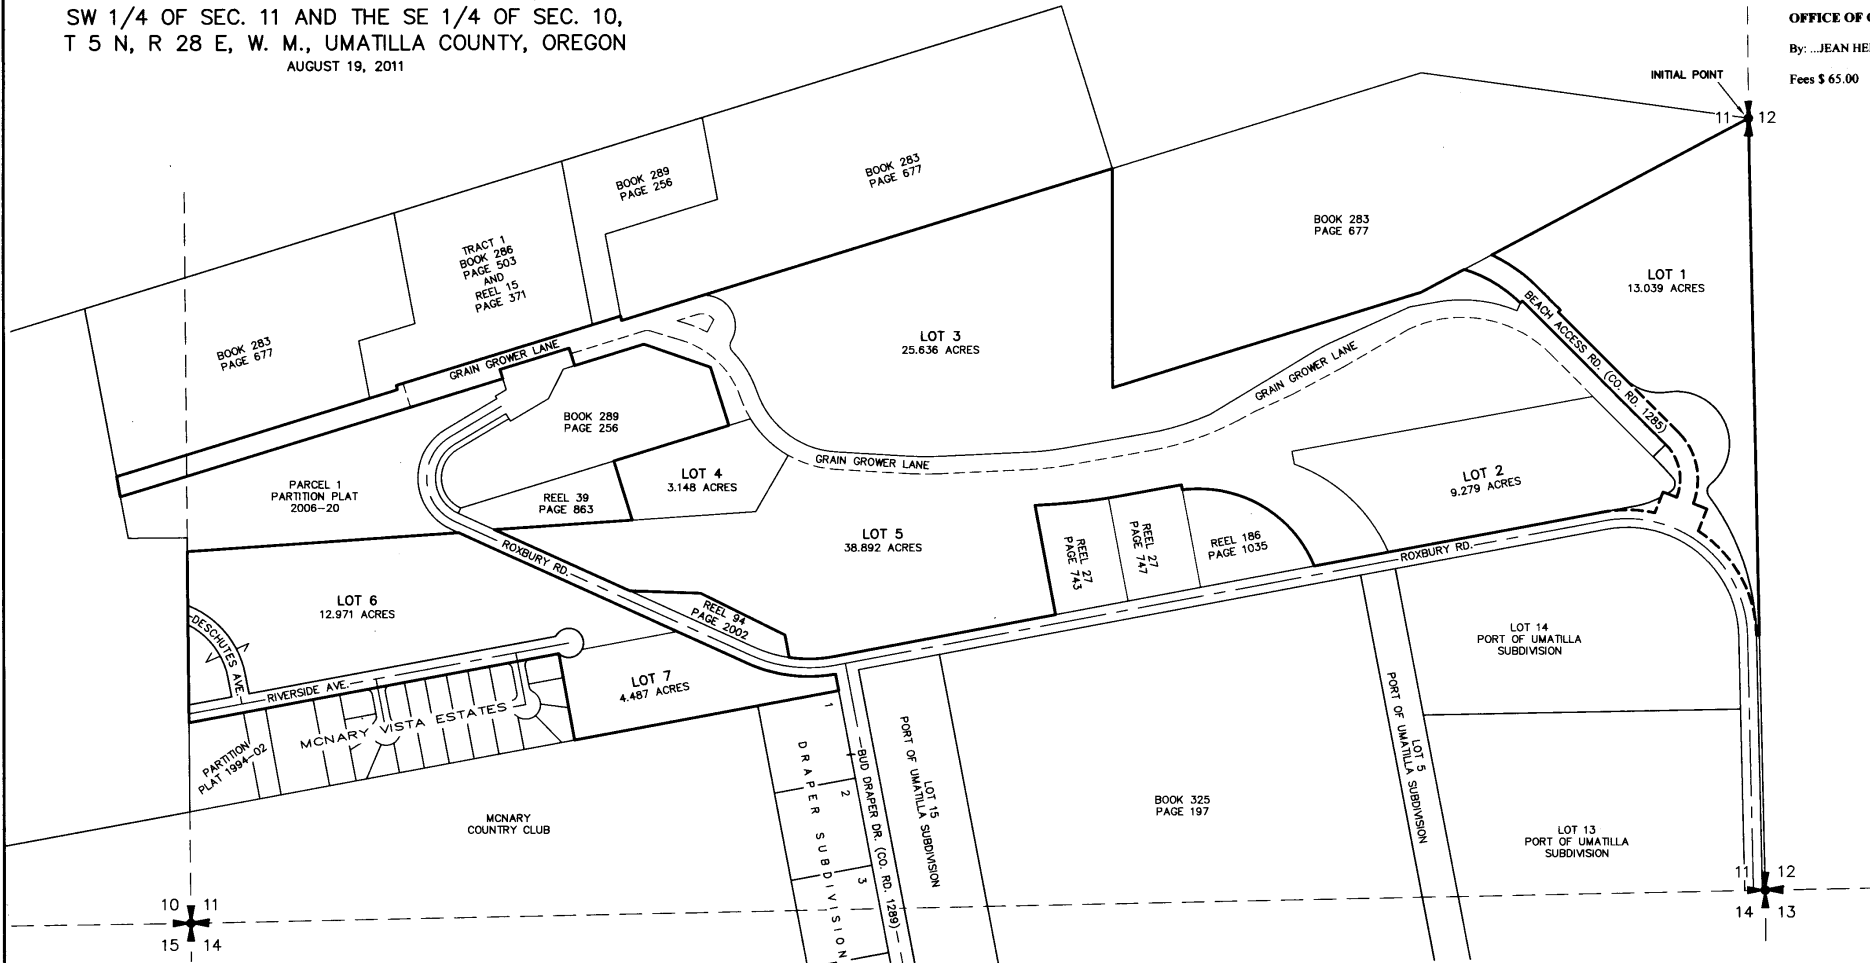 SW 1/4 OF SEC. 11 AND THE SE 1/4 OF SEC. 10,
T 5 N, R 28 E, W. M., UMATILLA COUNTY, OREGON
AUGUST 19, 2011
OFFICE OF
By: ...JEAN
Fees $ 65.00
INITIAL POINT
11
12
BOOK 289
PAGE 256
BOOK 283
PAGE 677
BOOK 283
PAGE 677
TRACT 1
BOOK 286
PAGE 503
AND
REEL 15
PAGE 371
LOT 1
13.039 ACRES
BEACH ACCESS RD. (CO. RD. 1285)
BOOK 283
PAGE 677
GRAIN GROWER LANE
LOT 3
25.636 ACRES
GRAIN GROWER LANE
BOOK 289
PAGE 256
GRAIN GROWER LANE
LOT 4
3.148 ACRES
LOT 2
9.279 ACRES
PARCEL 1
PARTITION PLAT
2006-20
REEL 39
PAGE 863
LOT 5
38.892 ACRES
REEL 27
PAGE 743
REEL 27
PAGE 747
REEL 186
PAGE 1035
ROXBURY RD.
ROXBURY RD.
LOT 6
12.971 ACRES
REEL 94
PAGE 2002
DESCHUTES AVE.
LOT 14
PORT OF UMATILLA
SUBDIVISION
RIVERSIDE AVE.
LOT 7
4.487 ACRES
MCNARY VISTA ESTATES
PARTITION
PLAT 1994-02
1
2
3
DRAPER SUBDIVISION
BUD DRAPER DR. (CO. RD. 1289)
LOT 15
PORT OF UMATILLA SUBDIVISION
LOT 5
PORT OF UMATILLA SUBDIVISION
BOOK 325
PAGE 197
MCNARY
COUNTRY CLUB
LOT 13
PORT OF UMATILLA
SUBDIVISION
10
11
15
14
11
12
14
13